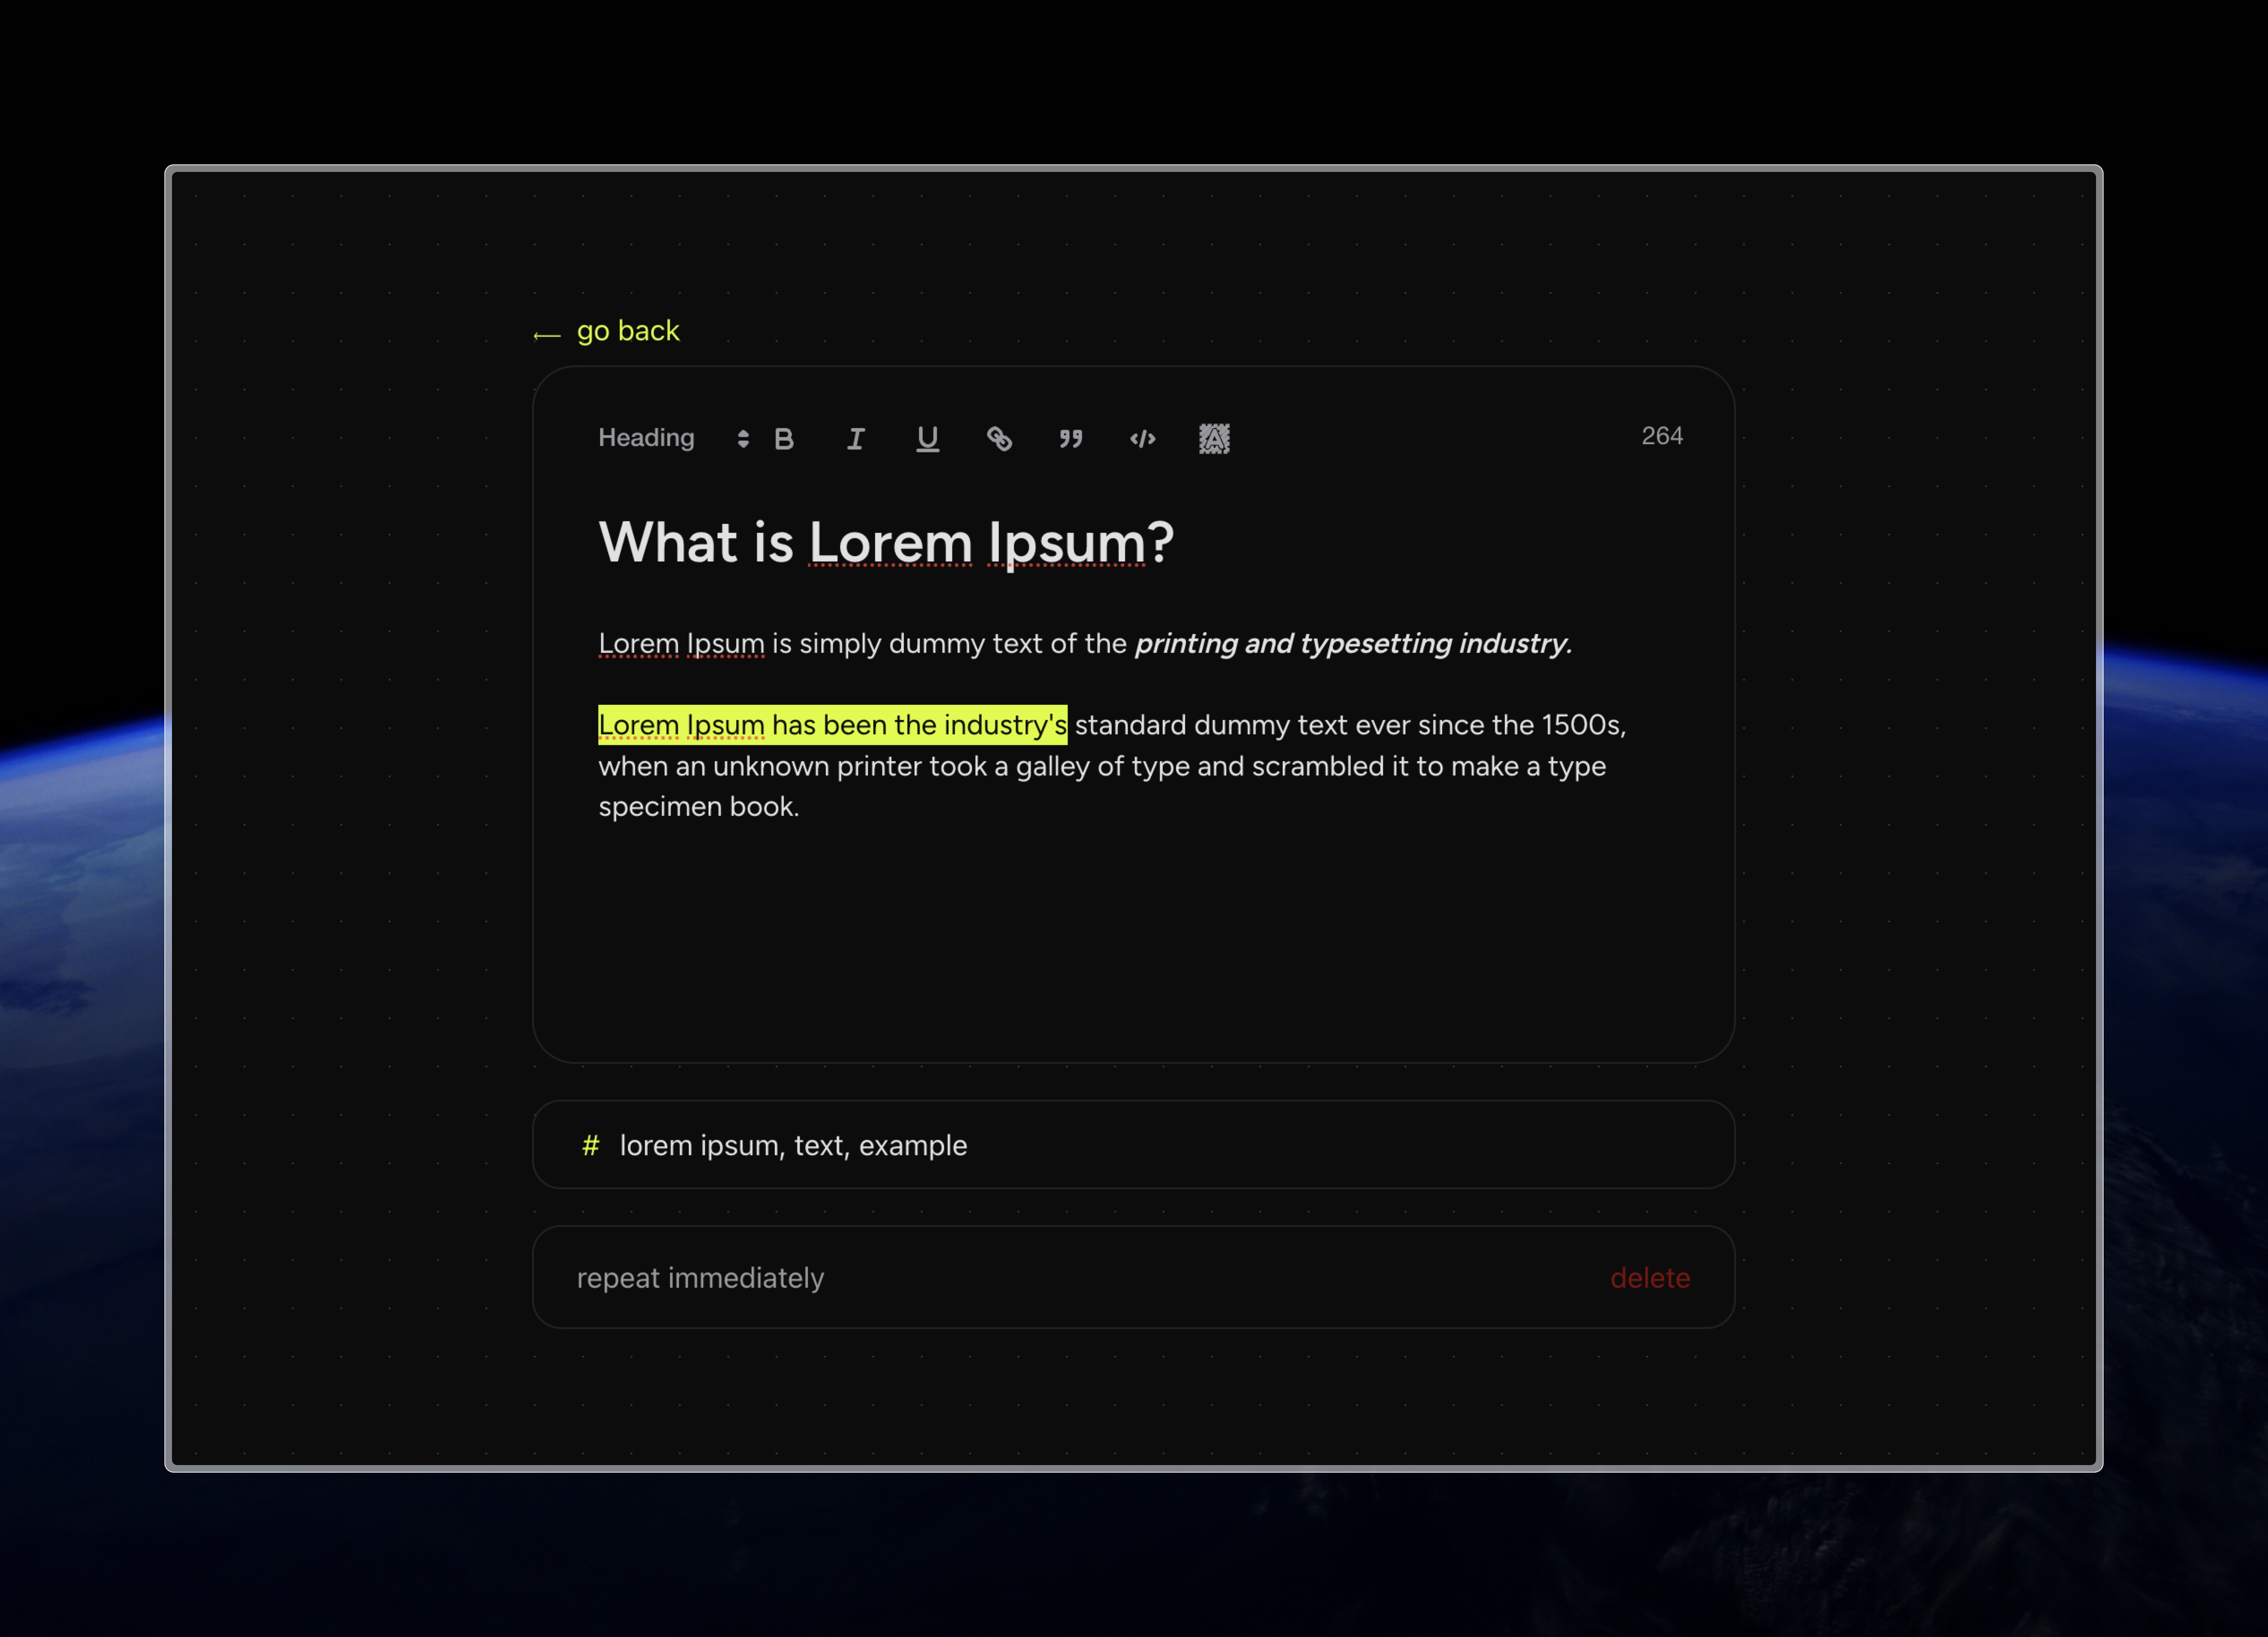 ⟵ go back
Heading B I U ” </> A 264
What is Lorem Ipsum?
Lorem Ipsum is simply dummy text of the printing and typesetting industry.
Lorem Ipsum has been the industry's standard dummy text ever since the 1500s,
when an unknown printer took a galley of type and scrambled it to make a type
specimen book.
# lorem ipsum, text, example
repeat immediately delete